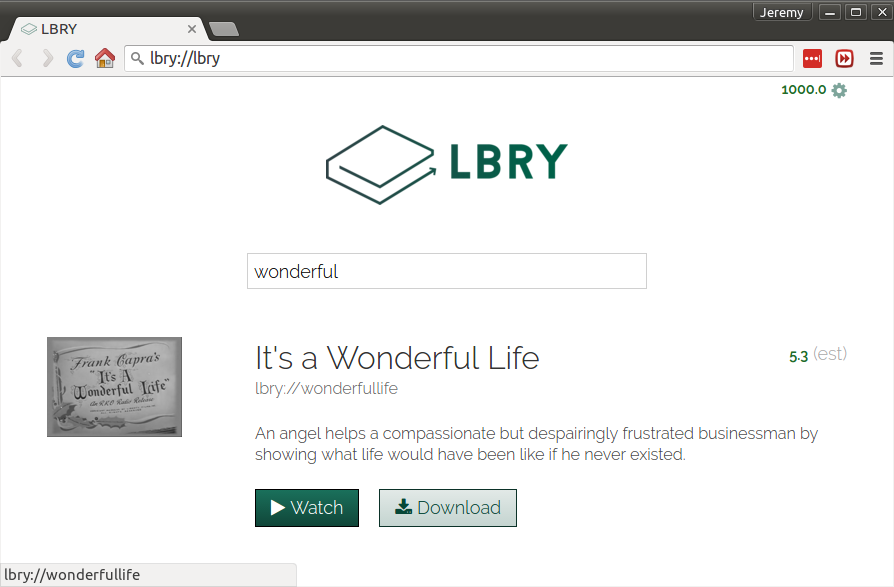 Jeremy
LBRY
lbry://lbry
1000.0
LBRY
wonderful
Frank Capra's
"It's A
Wonderful Life"
An RKO Radio Release
It's a Wonderful Life
5.3 (est)
lbry://wonderfullife
An angel helps a compassionate but despairingly frustrated businessman by
showing what life would have been like if he never existed.
Watch
Download
lbry://wonderfullife